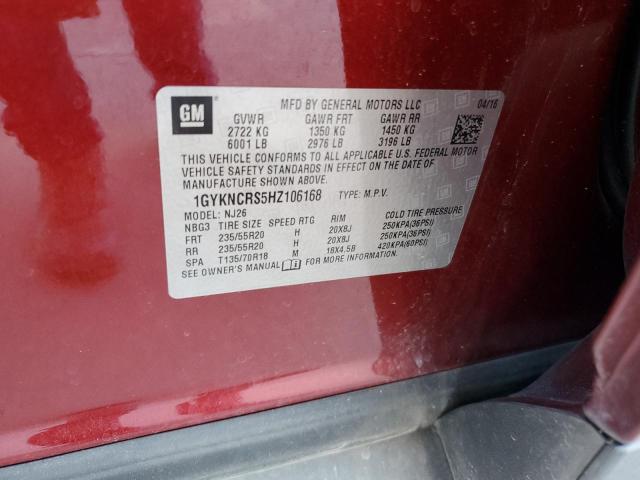 GM
MFD BY GENERAL MOTORS LLC 04/16
GVWR GAWR FRT GAWR RR
2722 KG 1350 KG 1450 KG
6001 LB 2976 LB 3196 LB
THIS VEHICLE CONFORMS TO ALL APPLICABLE U.S. FEDERAL MOTOR
VEHICLE SAFETY STANDARDS IN EFFECT ON THE DATE OF
MANUFACTURE SHOWN ABOVE.
1GYKNCRS5HZ106168 TYPE: M.P.V.
MODEL: NJ26
NBG3 TIRE SIZE SPEED RTG RIM COLD TIRE PRESSURE
FRT 235/55R20 H 20X8J 250KPA(36PSI)
RR 235/55R20 H 20X8J 250KPA(36PSI)
SPA T135/70R18 M 18X4.5B 420KPA(60PSI)
SEE OWNER'S MANUAL FOR MORE INFORMATION.